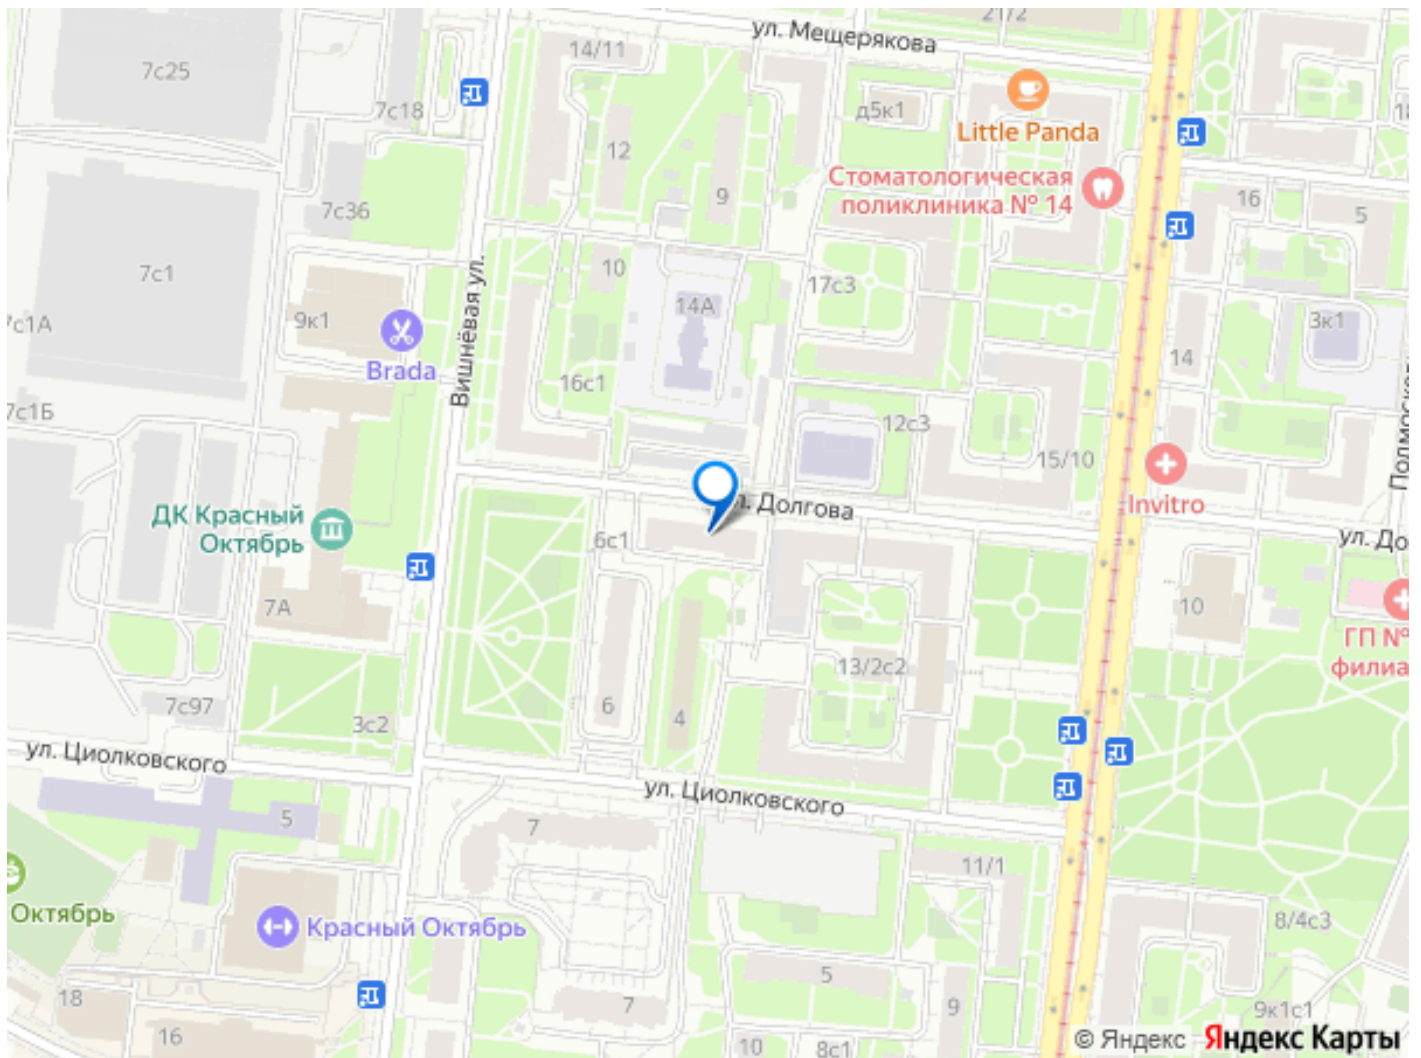 21/2
ул. Мещерякова
14/11
7с25
7с18
д5к1
Little Panda
12
Стоматологическая
поликлиника № 14
9
16
5
7с36
Вишнёвая ул.
10
7с1
17с3
14А
9к1
3к1
7с1А
14
Brada
16с1
7с1Б
12с3
15/10
Invitro
ул. Долгова
ДК Красный
Октябрь
6с1
7А
10
ГП №
филиа
13/2с2
7с97
6
4
3с2
ул. Циолковского
ул. Циолковского
5
7
11/1
Октябрь
Красный Октябрь
8/4с3
5
18
7
9
9к1с1
16
10
8с1
© Яндекс Яндекс Карты